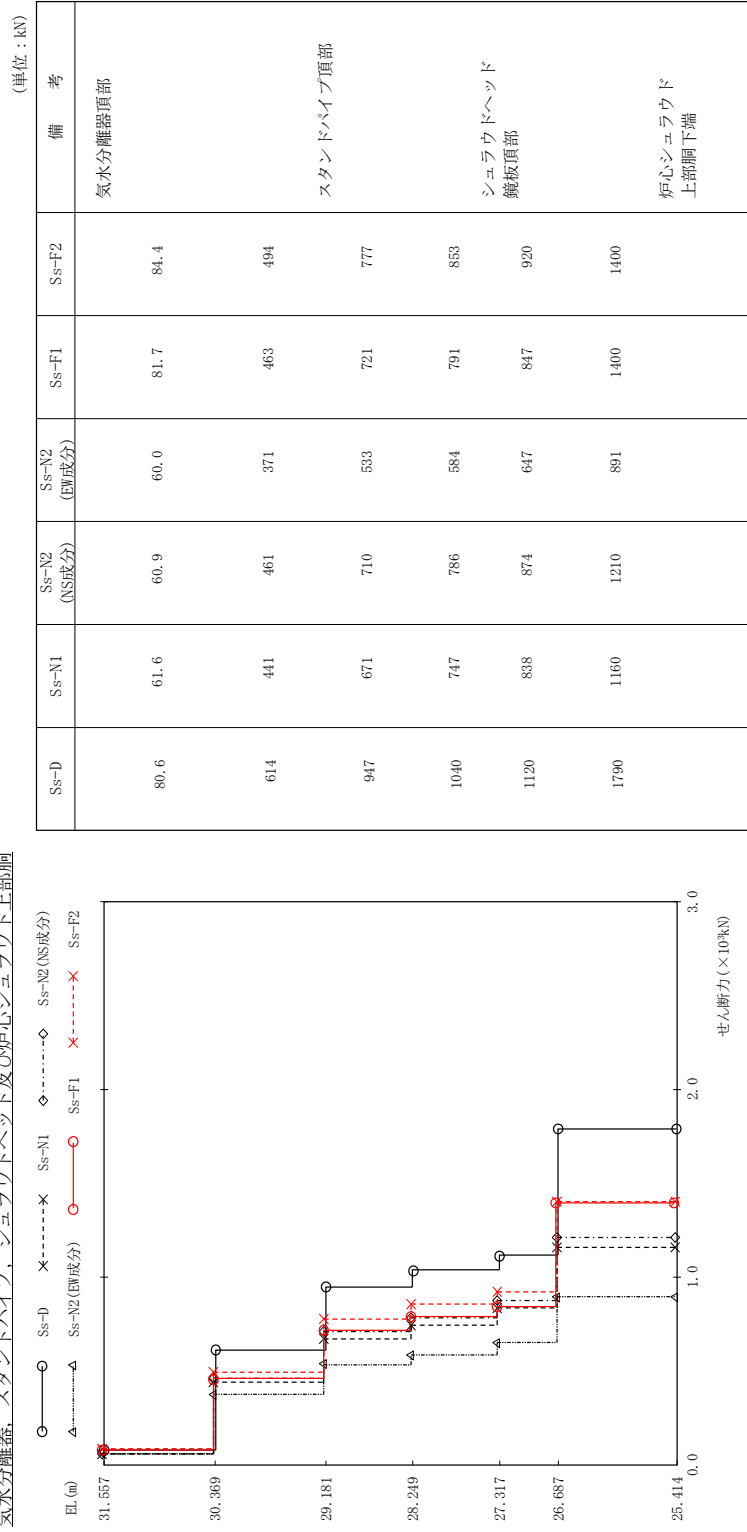 気水分離器，スタンドパイプ，シュラウドヘッド及び炉心シュラウド上部胴
Ss-D Ss-N1 Ss-N2(NS成分)
Ss-N2(EW成分) Ss-F1 Ss-F2
EL(m)
31.557
30.369
29.181
28.249
27.317
26.687
25.414
0.0 1.0 2.0 3.0
せん断力(×10³kN)
(単位：kN)
Ss-D Ss-N1 Ss-N2 (NS成分) Ss-N2 (EW成分) Ss-F1 Ss-F2 備 考
気水分離器頂部
80.6 61.6 60.9 60.0 81.7 84.4
614 441 461 371 463 494
スタンドパイプ頂部
947 671 710 533 721 777
1040 747 786 584 791 853
シュラウドヘッド
鏡板頂部
1120 838 874 647 847 920
1790 1160 1210 891 1400 1400
炉心シュラウド
上部胴下端